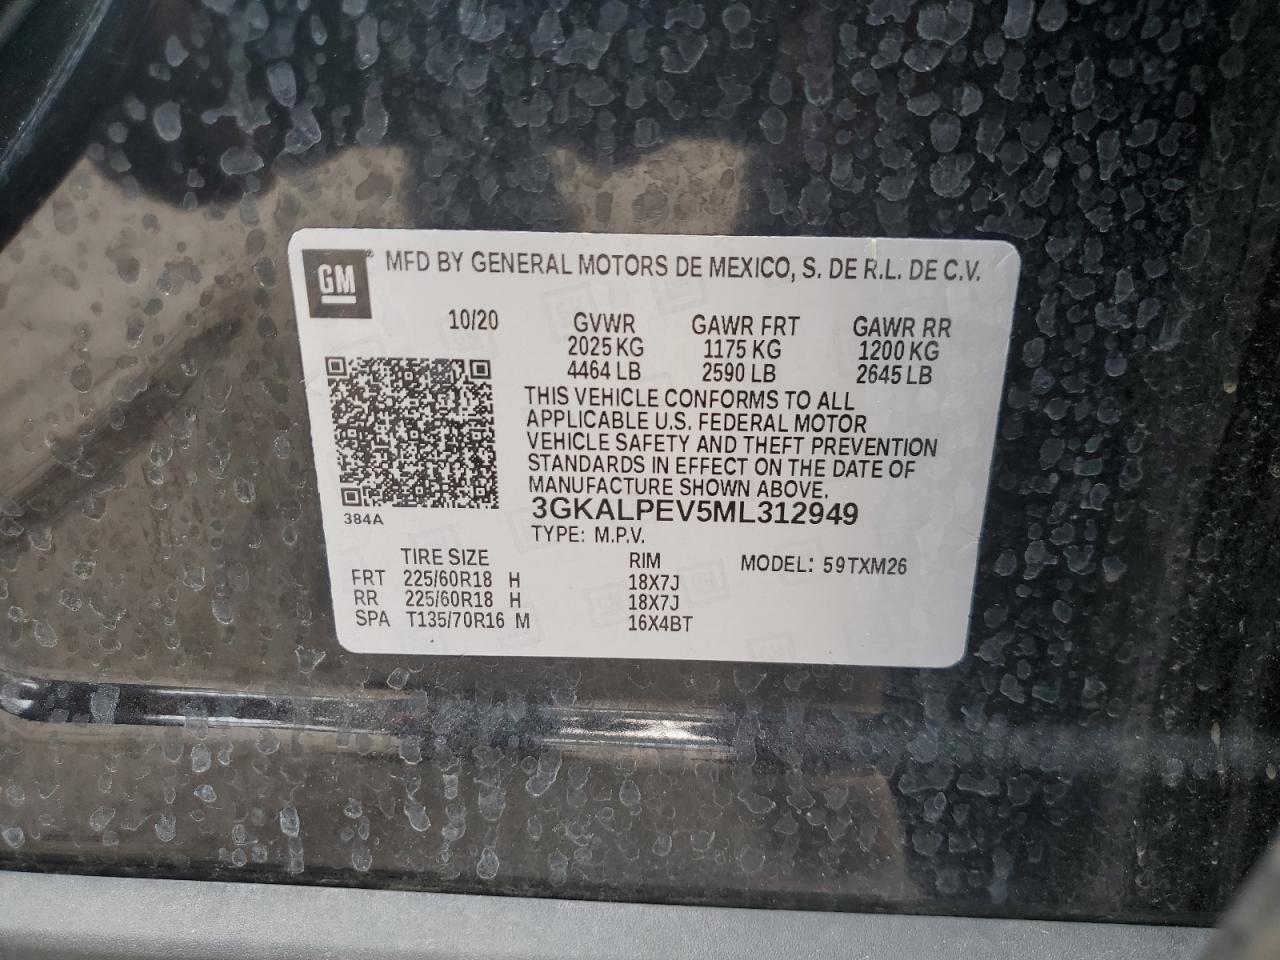 GM® MFD BY GENERAL MOTORS DE MEXICO, S. DE R.L. DE C.V.
10/20 GVWR GAWR FRT GAWR RR
2025 KG 1175 KG 1200 KG
4464 LB 2590 LB 2645 LB
THIS VEHICLE CONFORMS TO ALL
APPLICABLE U.S. FEDERAL MOTOR
VEHICLE SAFETY AND THEFT PREVENTION
STANDARDS IN EFFECT ON THE DATE OF
MANUFACTURE SHOWN ABOVE.
384A
3GKALPEV5ML312949
TYPE: M.P.V.
TIRE SIZE RIM MODEL: 59TXM26
FRT 225/60R18 H 18X7J
RR 225/60R18 H 18X7J
SPA T135/70R16 M 16X4BT